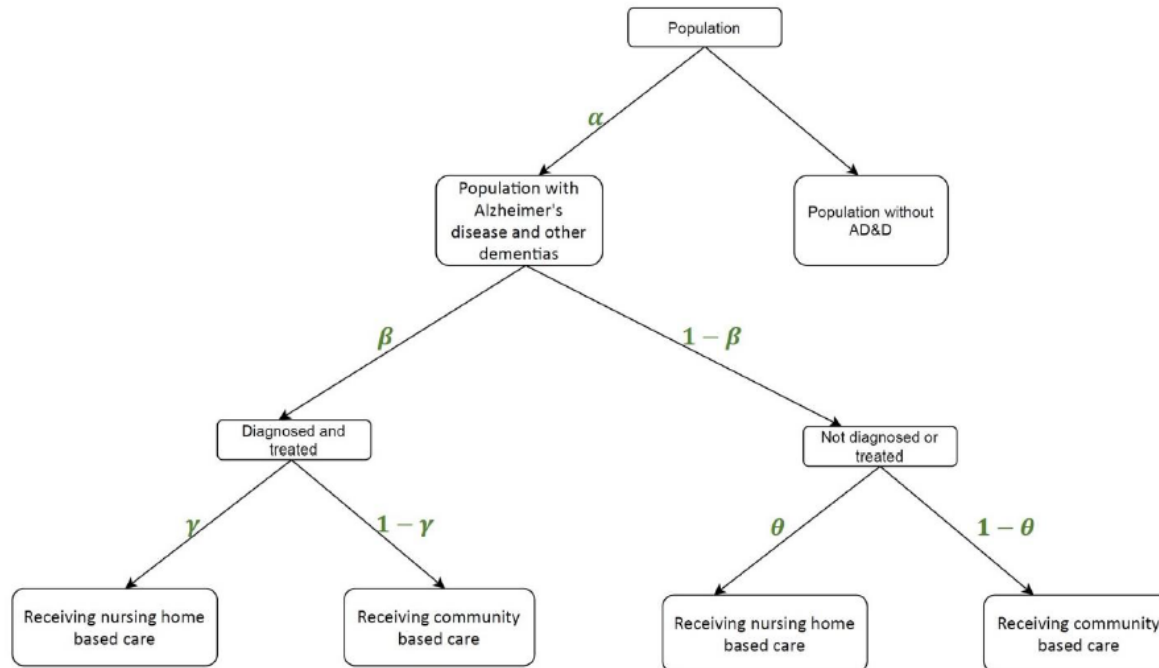 Population
α
Population with
Alzheimer's
disease and other
dementias
Population without
AD&D
β
1 − β
Diagnosed and
treated
Not diagnosed or
treated
γ
1 − γ
θ
1 − θ
Receiving nursing home
based care
Receiving community
based care
Receiving nursing home
based care
Receiving community
based care